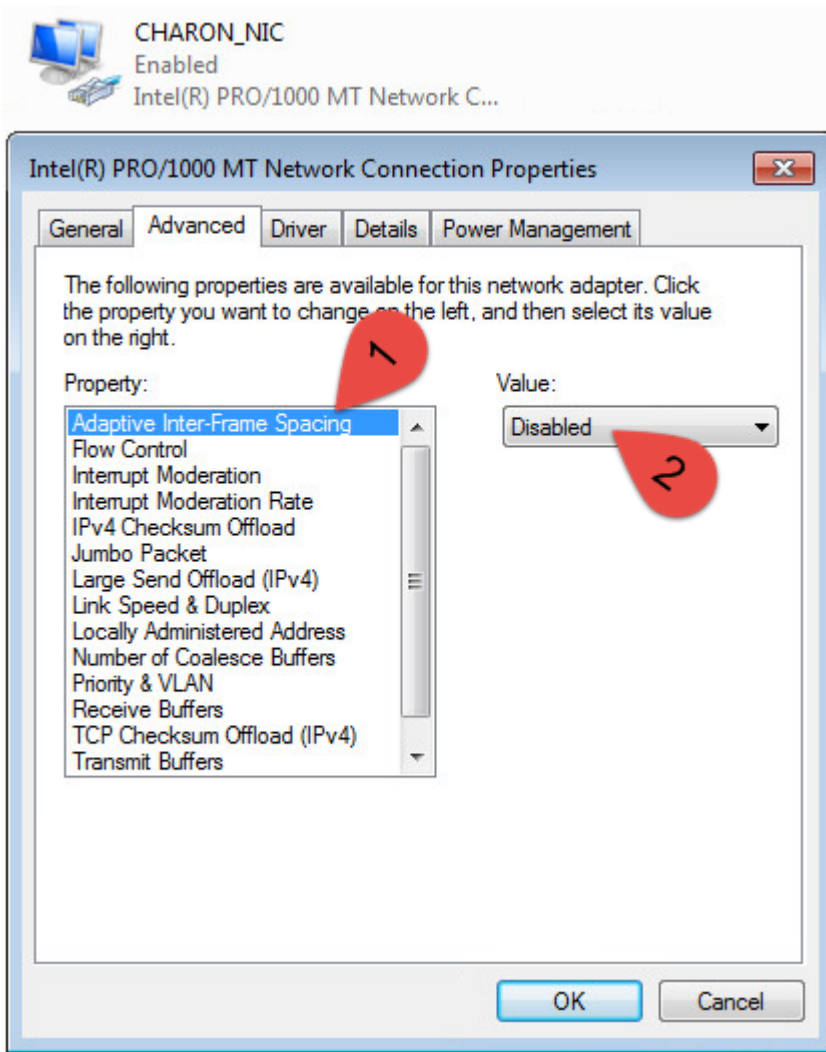 CHARON_NIC
Enabled
Intel(R) PRO/1000 MT Network C...
Intel(R) PRO/1000 MT Network Connection Properties
General Advanced Driver Details Power Management
The following properties are available for this network adapter. Click
the property you want to change on the left, and then select its value
on the right.
Property:
Value:
1
Adaptive Inter-Frame Spacing
Disabled
2
Flow Control
Interrupt Moderation
Interrupt Moderation Rate
IPv4 Checksum Offload
Jumbo Packet
Large Send Offload (IPv4)
Link Speed & Duplex
Locally Administered Address
Number of Coalesce Buffers
Priority & VLAN
Receive Buffers
TCP Checksum Offload (IPv4)
Transmit Buffers
OK Cancel